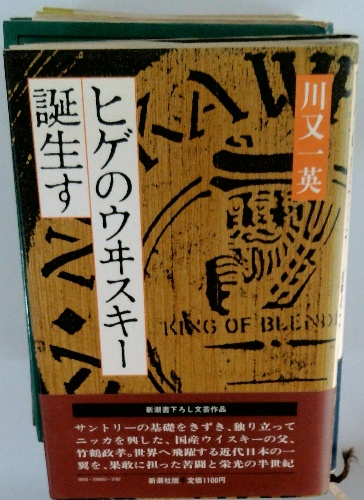 川又一英
ヒゲのウヰスキー
誕生す
KING OF BLENDE
新潮書下ろし文芸作品
サントリーの基礎をきずき、独り立って
ニッカを興した、国産ウイスキーの父、
竹鶴政孝。世界へ飛躍する近代日本の一
翼を、果敢に担った苦闘と栄光の半世紀
新潮社版 定価1100円